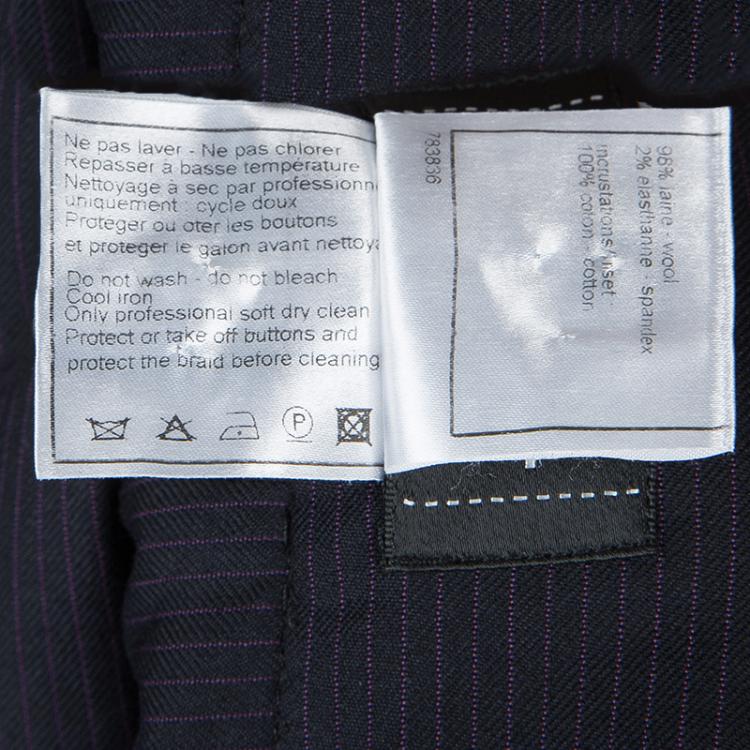 Ne pas laver - Ne pas chlorer
Repasser à basse température
Nettoyage à sec par professionn
uniquement : cycle doux
Proteger ou oter les boutons
et proteger le galon avant nettoya
Do not wash - do not bleach
Cool iron
Only professional soft dry clean
Protect or take off buttons and
protect the braid before cleaning
P
783836
98% laine - wool
2% elasthanne - spandex
incrustations / inset
100% coton - cotton